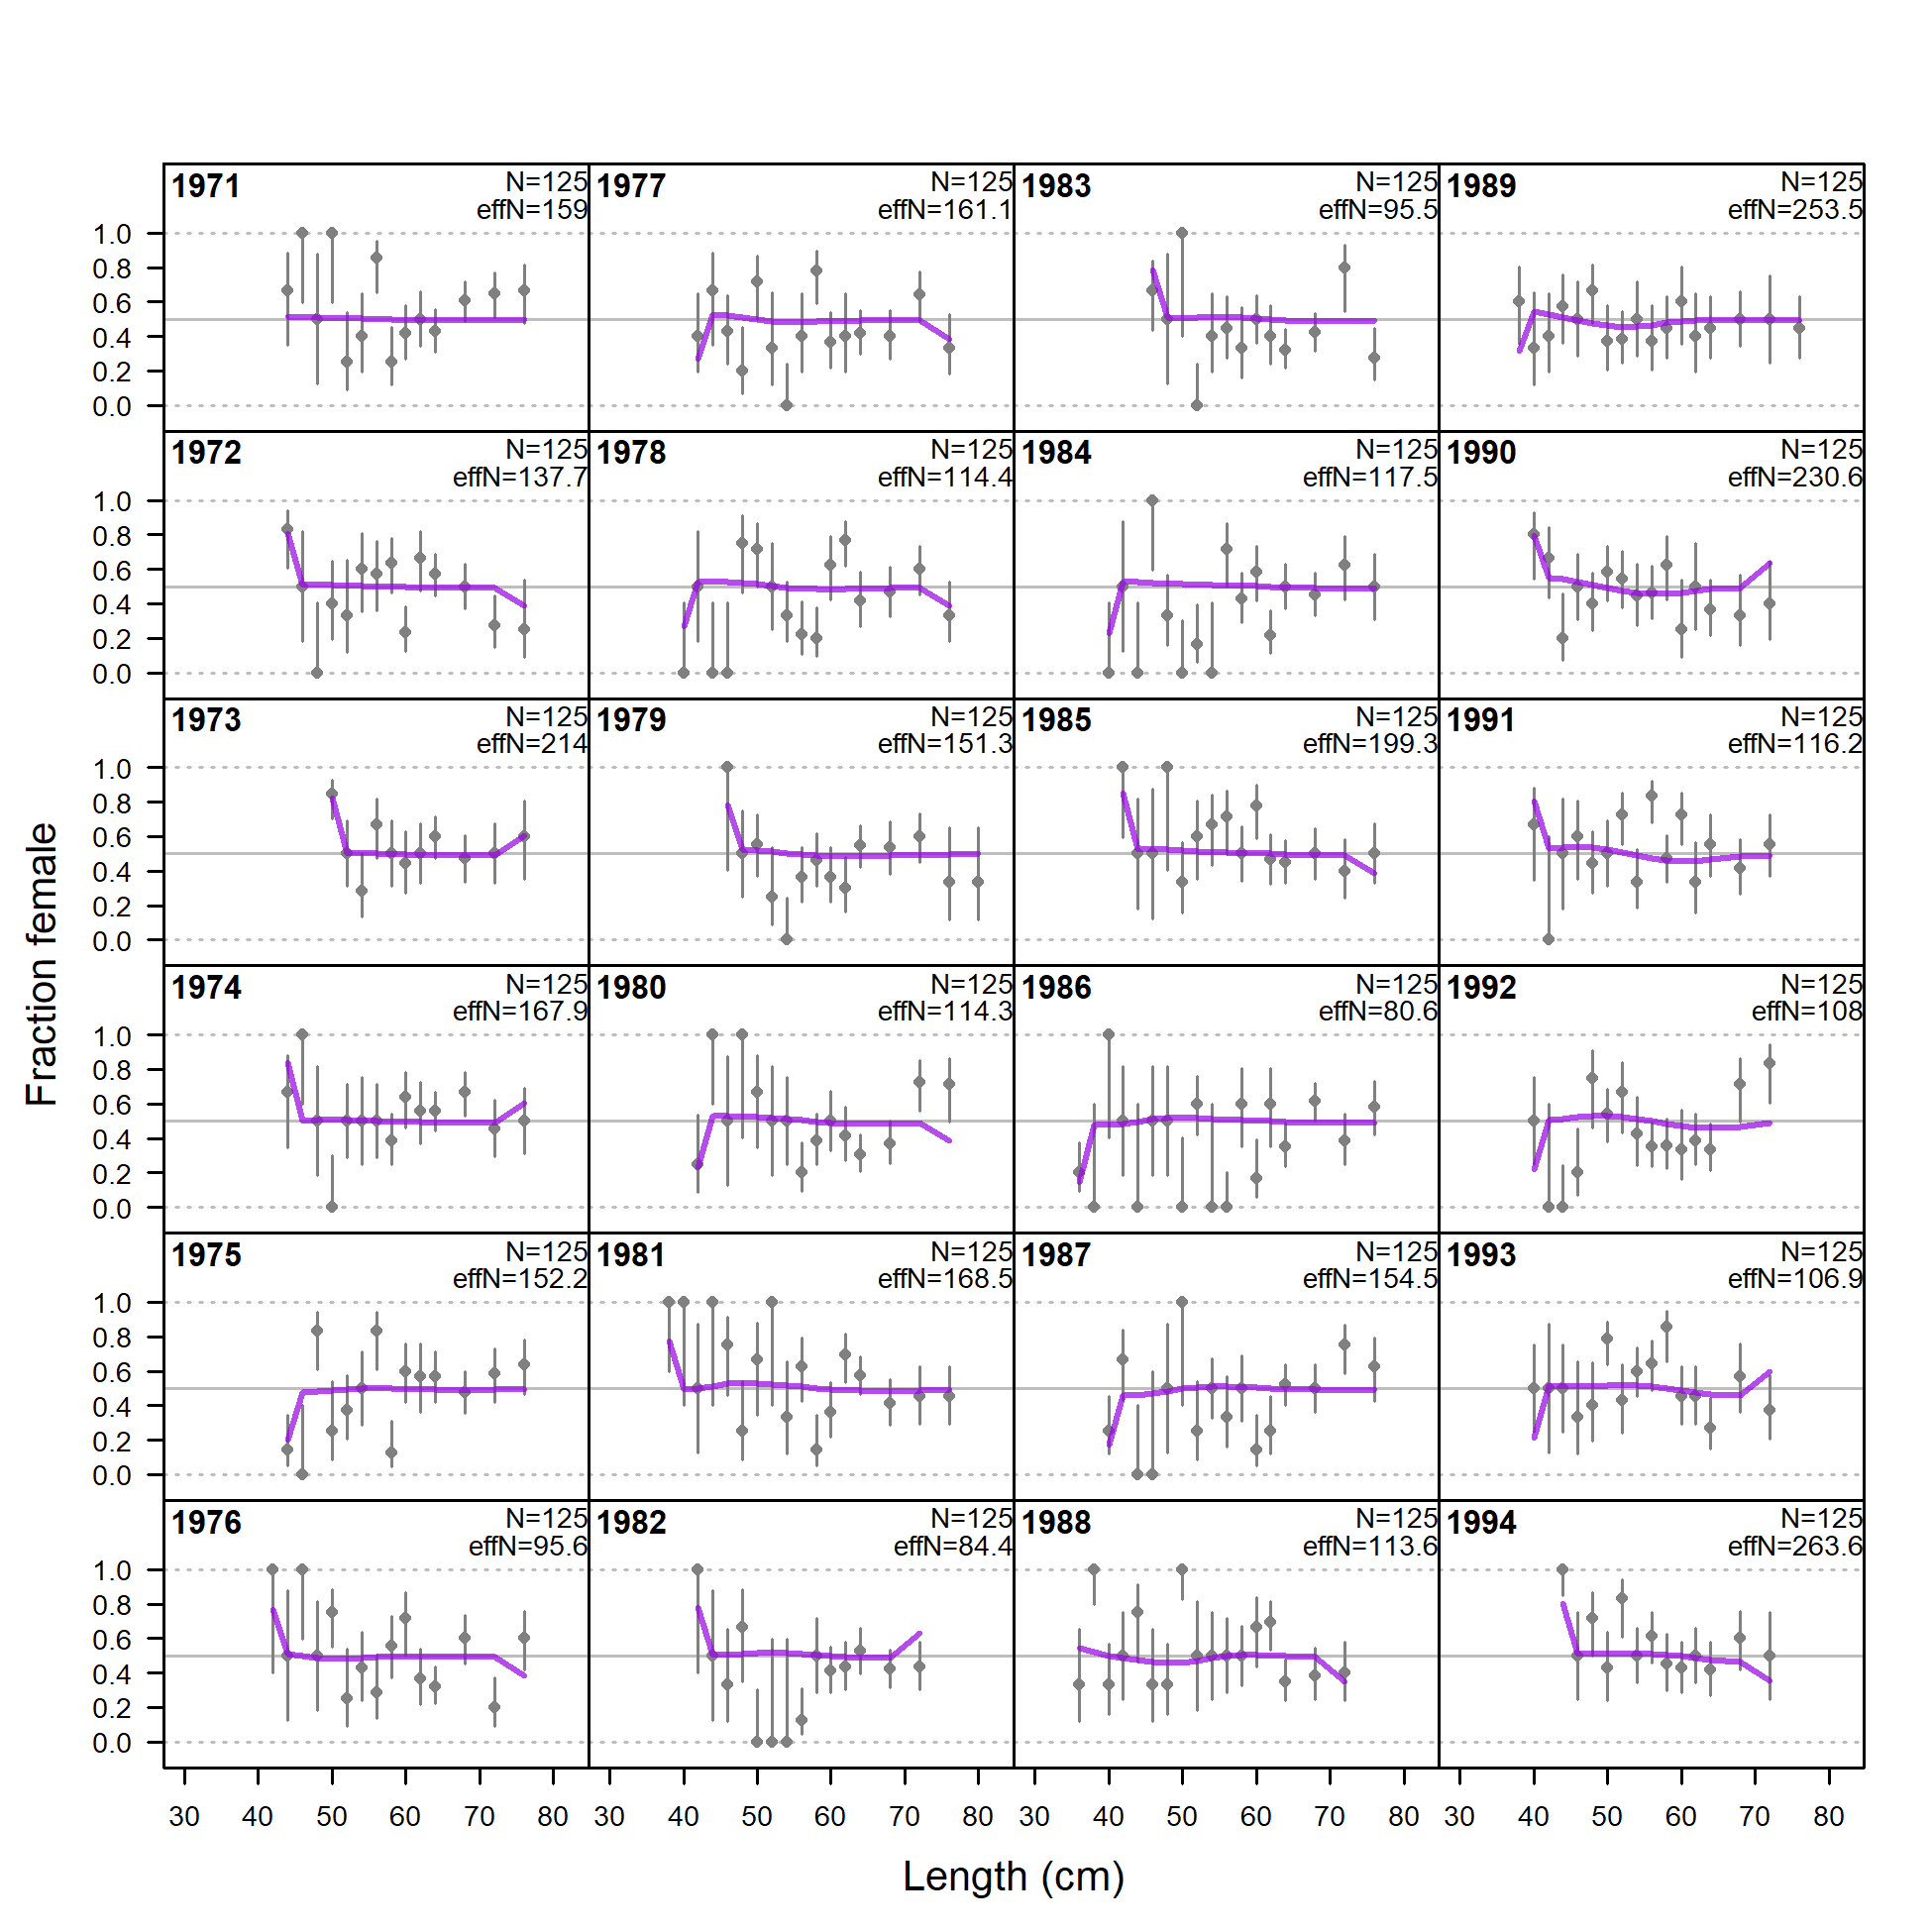 1971 N=125 1977 N=125 1983 N=125 1989 N=125
effN=159 effN=161.1 effN=95.5 effN=253.5
1.0
0.8
0.6
0.4
0.2
0.0
1972 N=125 1978 N=125 1984 N=125 1990 N=125
effN=137.7 effN=114.4 effN=117.5 effN=230.6
1.0
0.8
0.6
0.4
0.2
0.0
1973 N=125 1979 N=125 1985 N=125 1991 N=125
effN=214 effN=151.3 effN=199.3 effN=116.2
1.0
0.8
0.6
0.4
0.2
0.0
1974 N=125 1980 N=125 1986 N=125 1992 N=125
effN=167.9 effN=114.3 effN=80.6 effN=108
1.0
0.8
0.6
0.4
0.2
0.0
1975 N=125 1981 N=125 1987 N=125 1993 N=125
effN=152.2 effN=168.5 effN=154.5 effN=106.9
1.0
0.8
0.6
0.4
0.2
0.0
1976 N=125 1982 N=125 1988 N=125 1994 N=125
effN=95.6 effN=84.4 effN=113.6 effN=263.6
1.0
0.8
0.6
0.4
0.2
0.0
30 40 50 60 70 80 30 40 50 60 70 80 30 40 50 60 70 80 30 40 50 60 70 80
Length (cm)
Fraction female